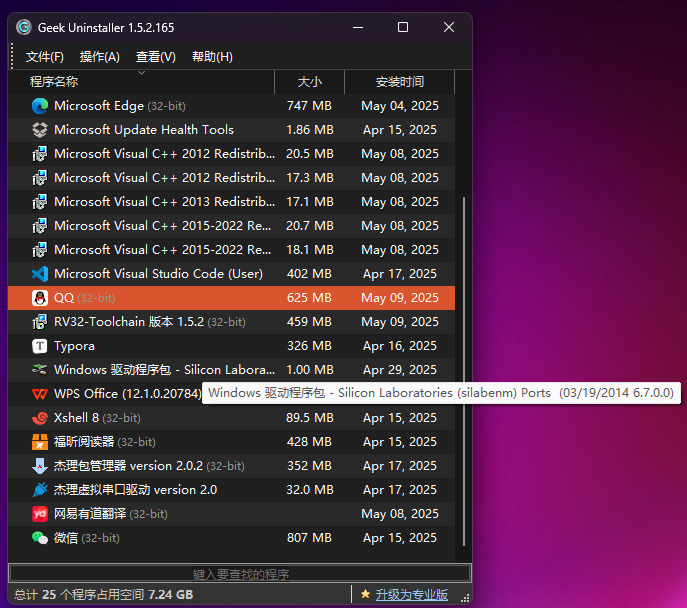 Geek Uninstaller 1.5.2.165
文件(F) 操作(A) 查看(V) 帮助(H)
程序名称 大小 安装时间
Microsoft Edge (32-bit) 747 MB May 04, 2025
Microsoft Update Health Tools 1.86 MB Apr 15, 2025
Microsoft Visual C++ 2012 Redistrib... 20.5 MB May 08, 2025
Microsoft Visual C++ 2012 Redistrib... 17.3 MB May 08, 2025
Microsoft Visual C++ 2013 Redistrib... 17.1 MB May 08, 2025
Microsoft Visual C++ 2015-2022 Re... 20.7 MB May 08, 2025
Microsoft Visual C++ 2015-2022 Re... 18.1 MB May 08, 2025
Microsoft Visual Studio Code (User) 402 MB Apr 17, 2025
QQ (32-bit) 625 MB May 09, 2025
RV32-Toolchain 版本 1.5.2 (32-bit) 459 MB May 09, 2025
Typora 326 MB Apr 16, 2025
Windows 驱动程序包 - Silicon Labora... 1.00 MB Apr 29, 2025
WPS Office (12.1.0.20784)
Windows 驱动程序包 - Silicon Laboratories (silabenm) Ports (03/19/2014 6.7.0.0)
Xshell 8 (32-bit) 89.5 MB Apr 15, 2025
福昕阅读器 (32-bit) 428 MB Apr 15, 2025
杰理包管理器 version 2.0.2 (32-bit) 352 MB Apr 17, 2025
杰理虚拟串口驱动 version 2.0 32.0 MB Apr 17, 2025
网易有道翻译 (32-bit) May 08, 2025
微信 (32-bit) 807 MB Apr 15, 2025
键入要查找的程序
总计 25 个程序占用空间 7.24 GB 升级为专业版